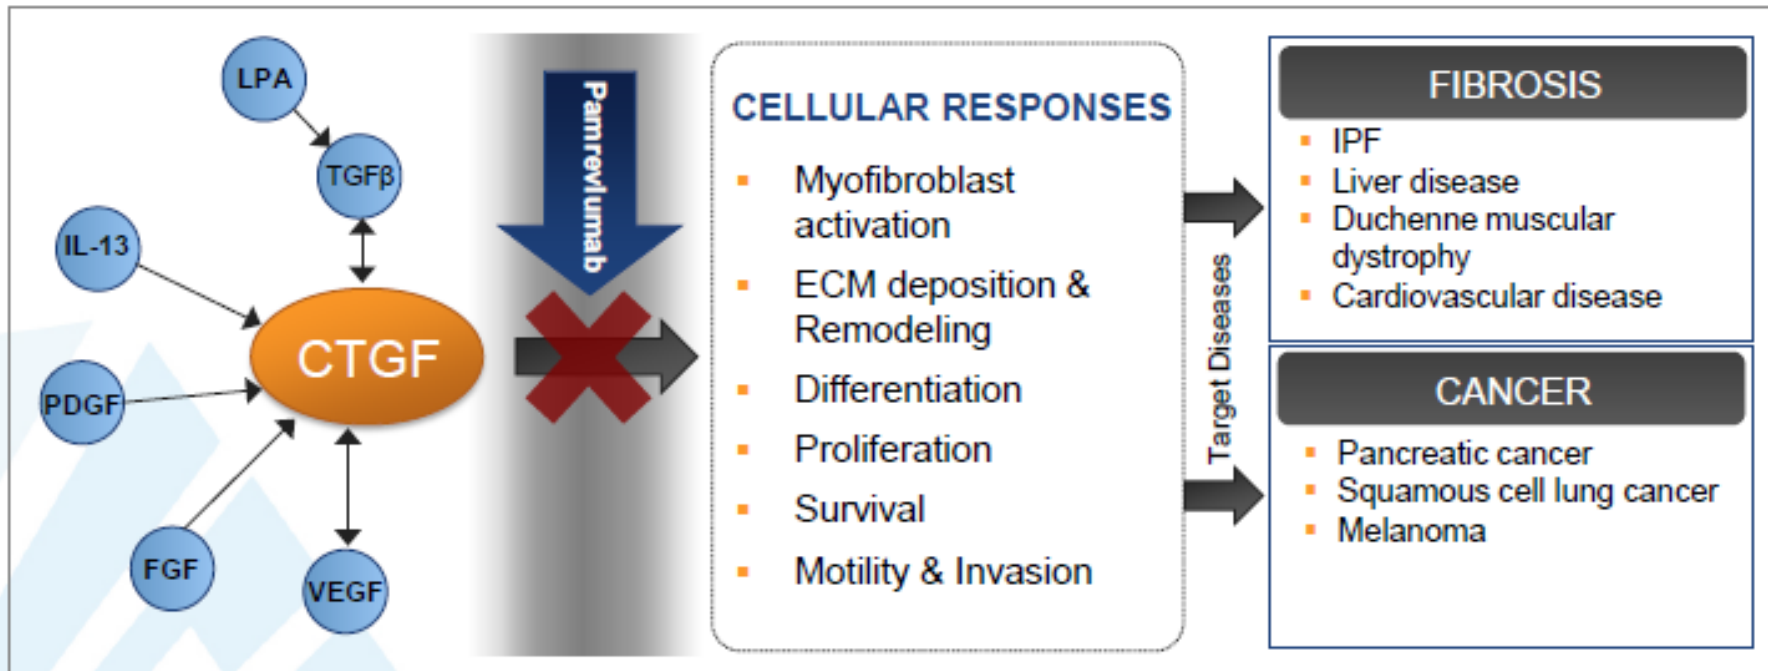 LPA
TGFβ
IL-13
CTGF
PDGF
FGF
VEGF
Pamrevlumab
CELLULAR RESPONSES
Myofibroblast
activation
ECM deposition &
Remodeling
Differentiation
Proliferation
Survival
Motility & Invasion
Target Diseases
FIBROSIS
IPF
Liver disease
Duchenne muscular
dystrophy
Cardiovascular disease
CANCER
Pancreatic cancer
Squamous cell lung cancer
Melanoma